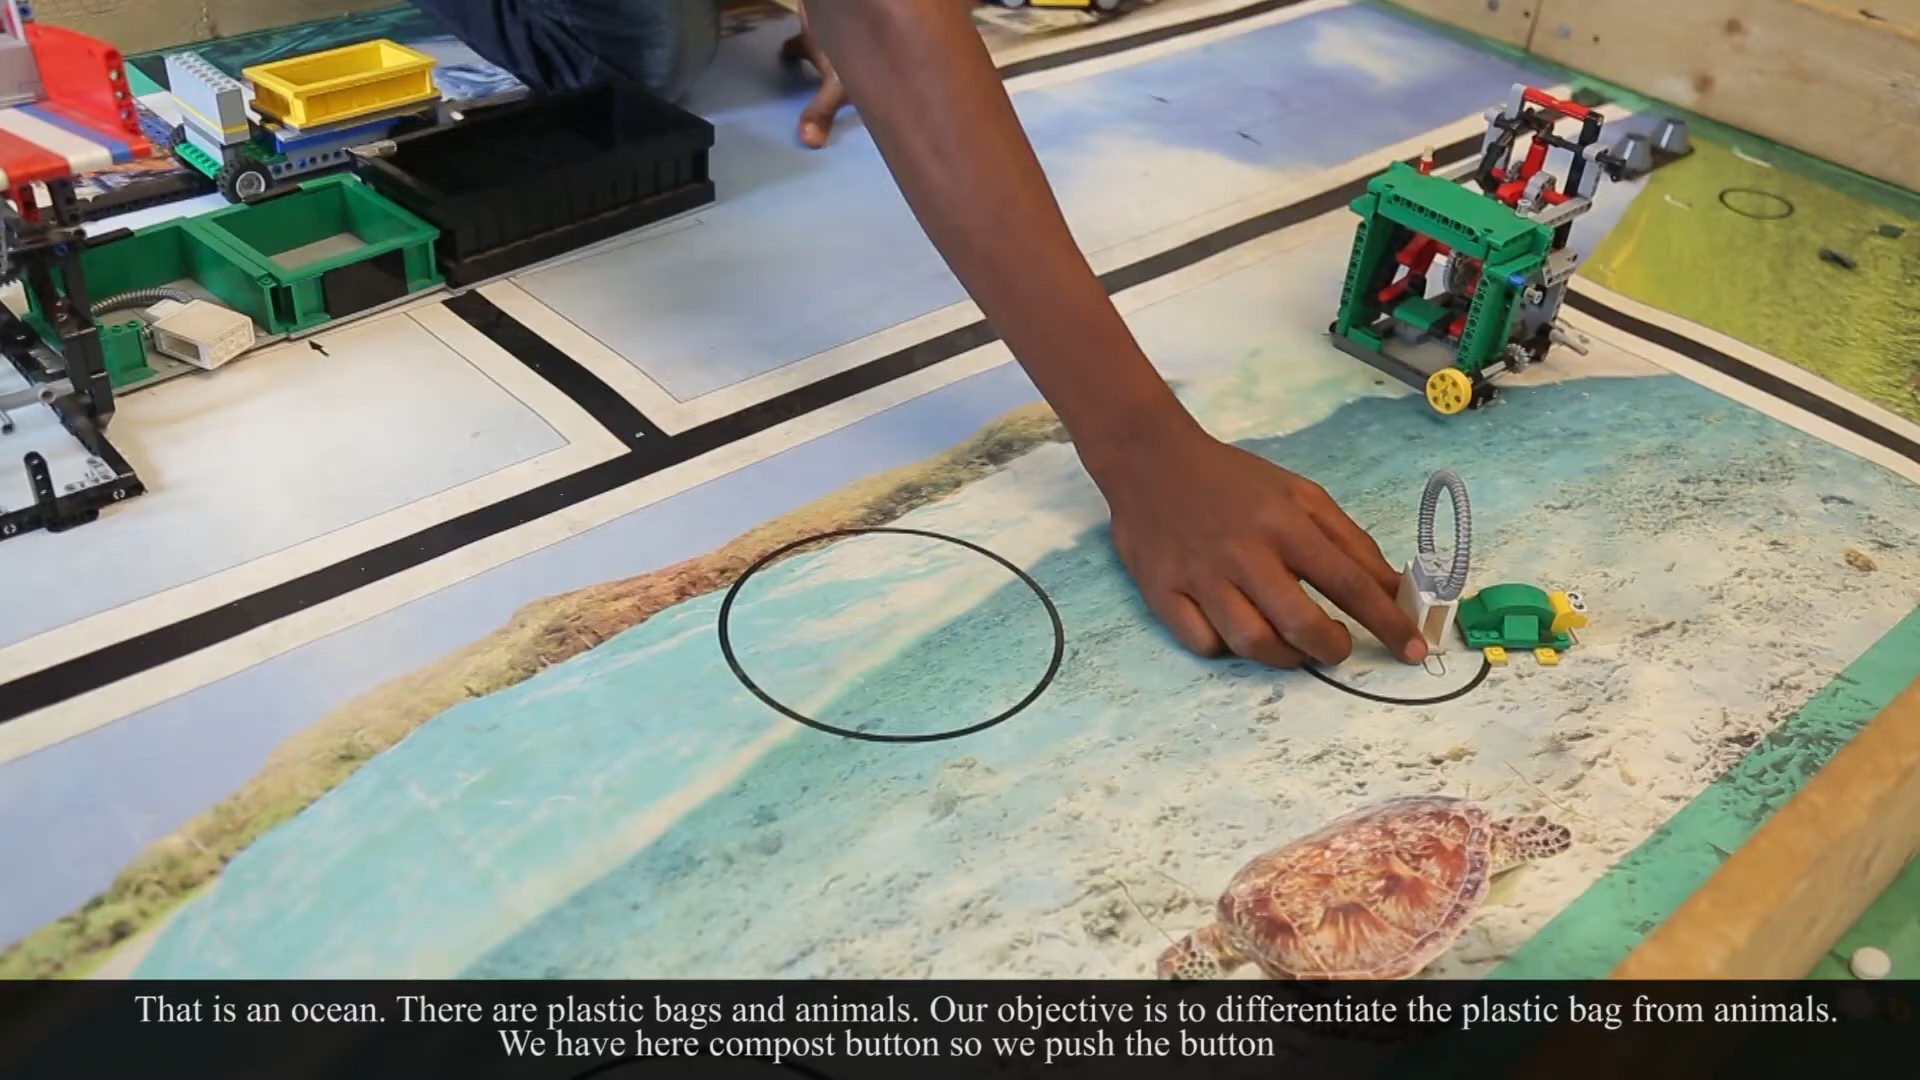 That is an ocean. There are plastic bags and animals. Our objective is to differentiate the plastic bag from animals.
We have here compost button so we push the button